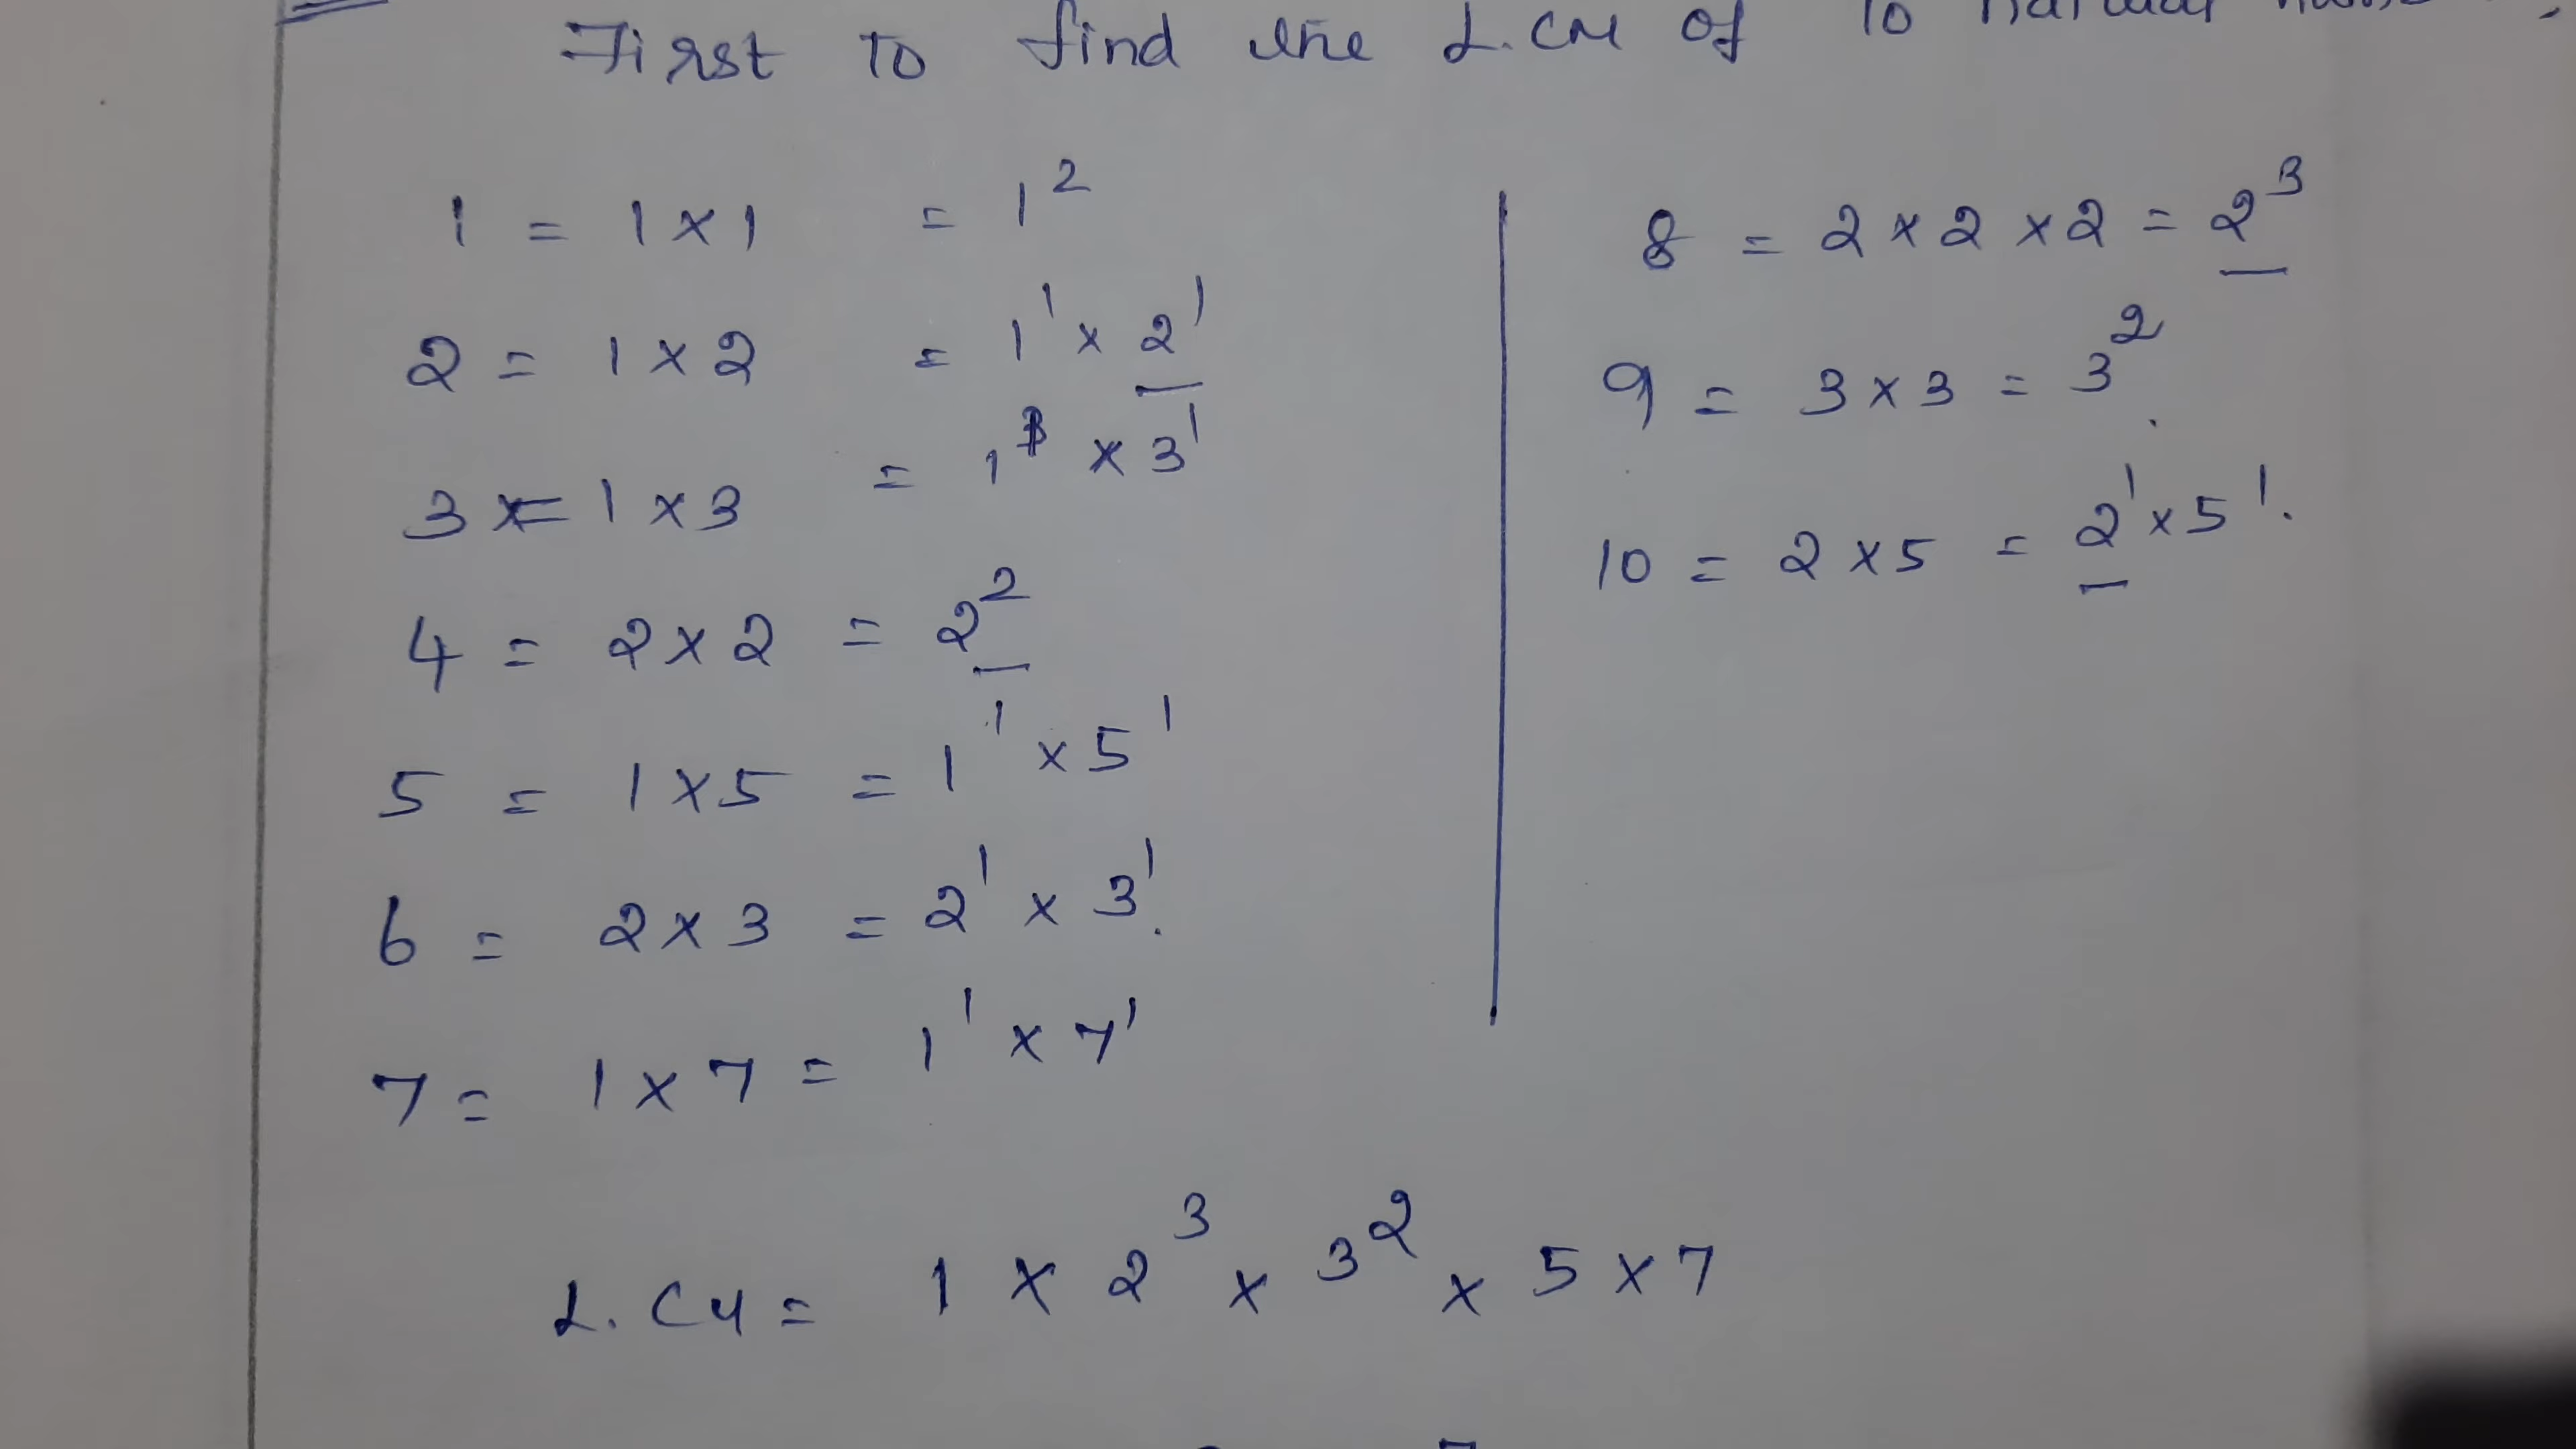 First To find the L.CM of 10 natural
1 = 1 × 1 = 1²
2 = 1 × 2 = 1¹ × 2¹
3 = 1 × 3 = 1¹ × 3¹
4 = 2 × 2 = 2²
5 = 1 × 5 = 1¹ × 5¹
6 = 2 × 3 = 2¹ × 3¹.
7 = 1 × 7 = 1¹ × 7¹
8 = 2 × 2 × 2 = 2³
9 = 3 × 3 = 3².
10 = 2 × 5 = 2¹ × 5¹.
L.CM = 1 × 2³ × 3² × 5 × 7